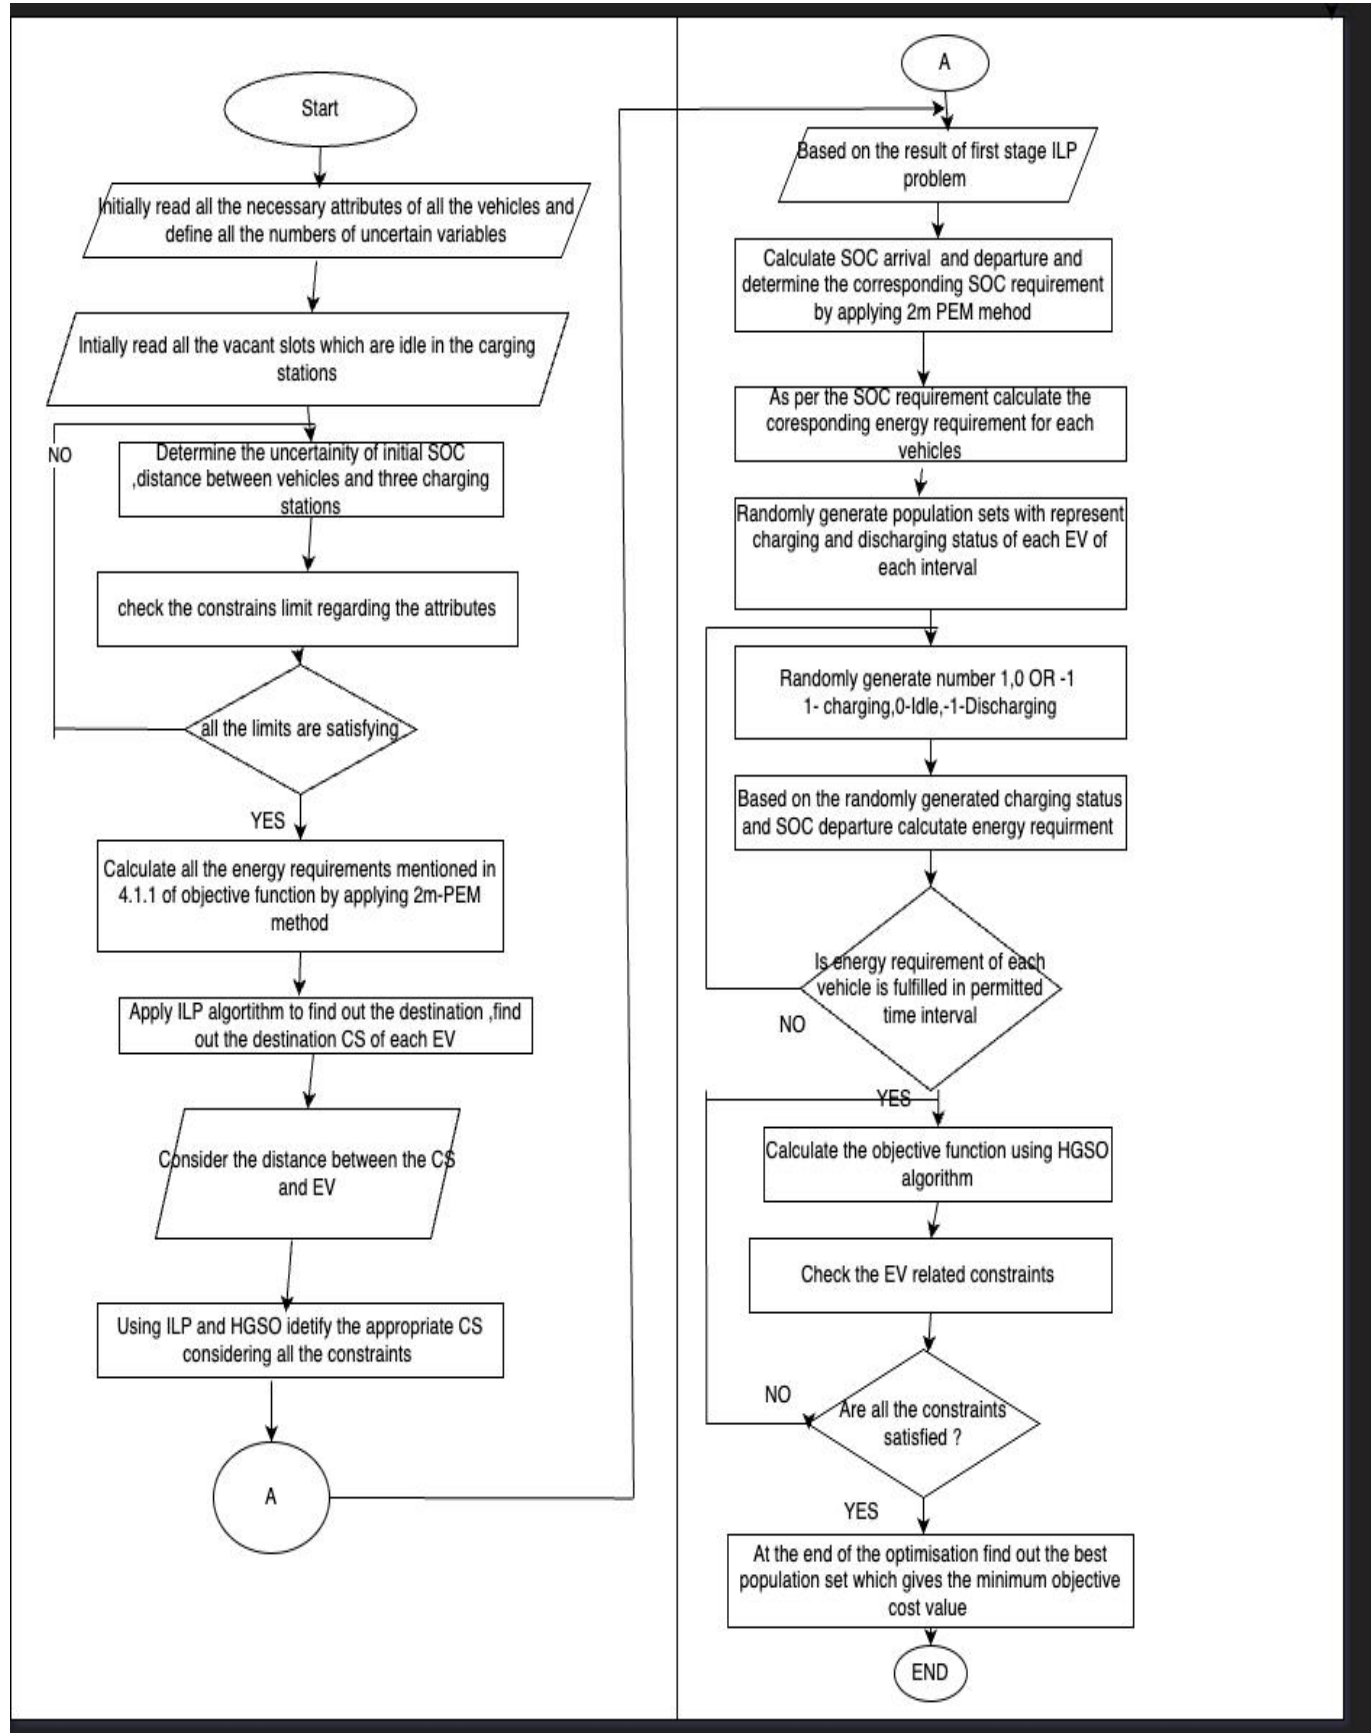 Start
Initially read all the necessary attributes of all the vehicles and
define all the numbers of uncertain variables
Intially read all the vacant slots which are idle in the carging
stations
NO
Determine the uncertainity of initial SOC
,distance between vehicles and three charging
stations
check the constrains limit regarding the attributes
all the limits are satisfying
YES
Calculate all the energy requirements mentioned in
4.1.1 of objective function by applying 2m-PEM
method
Apply ILP algortithm to find out the destination ,find
out the destination CS of each EV
Consider the distance between the CS
and EV
Using ILP and HGSO idetify the appropriate CS
considering all the constraints
A
A
Based on the result of first stage ILP
problem
Calculate SOC arrival and departure and
determine the corresponding SOC requirement
by applying 2m PEM mehod
As per the SOC requirement calculate the
coresponding energy requirement for each
vehicles
Randomly generate population sets with represent
charging and discharging status of each EV of
each interval
Randomly generate number 1,0 OR -1
1- charging,0-Idle,-1-Discharging
Based on the randomly generated charging status
and SOC departure calcutate energy requirment
Is energy requirement of each
vehicle is fulfilled in permitted
time interval
NO
YES
Calculate the objective function using HGSO
algorithm
Check the EV related constraints
NO
Are all the constraints
satisfied ?
YES
At the end of the optimisation find out the best
population set which gives the minimum objective
cost value
END